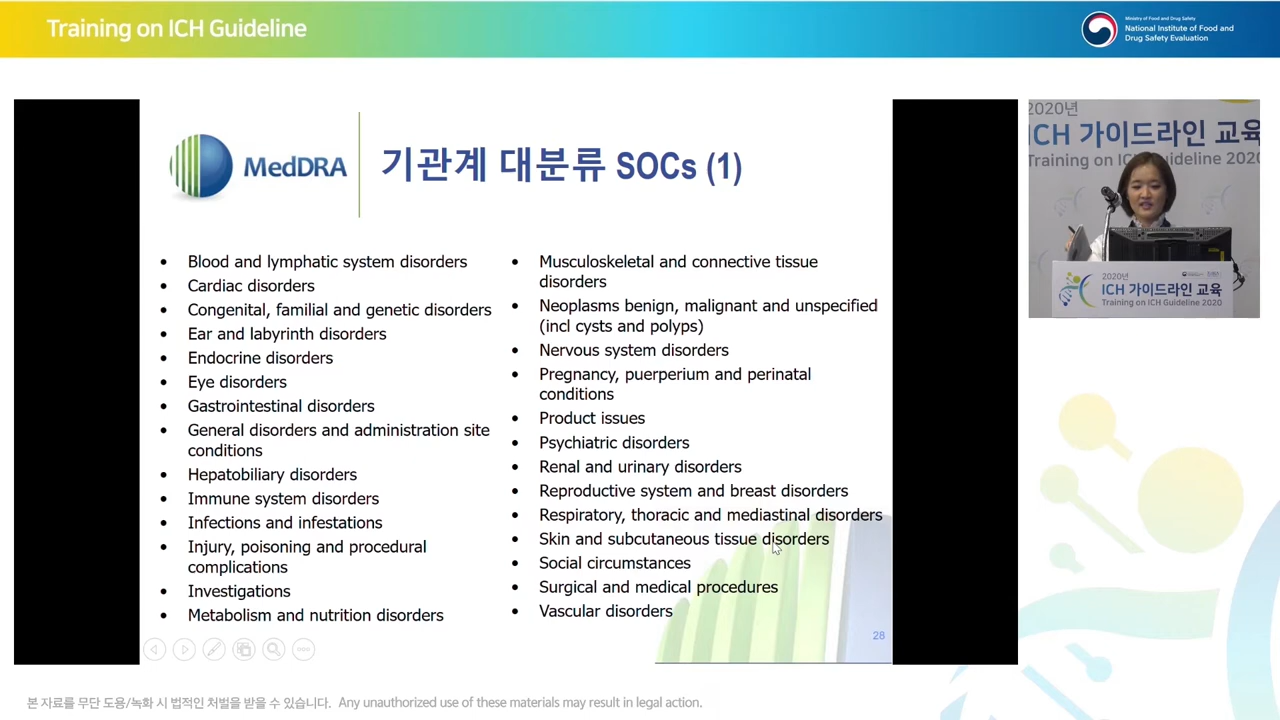 Training on ICH Guideline
Ministry of Food and Drug Safety
National Institute of Food and
Drug Safety Evaluation
MedDRA
기관계 대분류 SOCs (1)
• Blood and lymphatic system disorders
• Cardiac disorders
• Congenital, familial and genetic disorders
• Ear and labyrinth disorders
• Endocrine disorders
• Eye disorders
• Gastrointestinal disorders
• General disorders and administration site
conditions
• Hepatobiliary disorders
• Immune system disorders
• Infections and infestations
• Injury, poisoning and procedural
complications
• Investigations
• Metabolism and nutrition disorders
• Musculoskeletal and connective tissue
disorders
• Neoplasms benign, malignant and unspecified
(incl cysts and polyps)
• Nervous system disorders
• Pregnancy, puerperium and perinatal
conditions
• Product issues
• Psychiatric disorders
• Renal and urinary disorders
• Reproductive system and breast disorders
• Respiratory, thoracic and mediastinal disorders
• Skin and subcutaneous tissue disorders
• Social circumstances
• Surgical and medical procedures
• Vascular disorders
28
2020년
ICH 가이드라인 교육
Training on ICH Guideline 2020
2020년
ICH 가이드라인 교육
Training on ICH Guideline 2020
본 자료를 무단 도용/녹화 시 법적인 처벌을 받을 수 있습니다. Any unauthorized use of these materials may result in legal action.